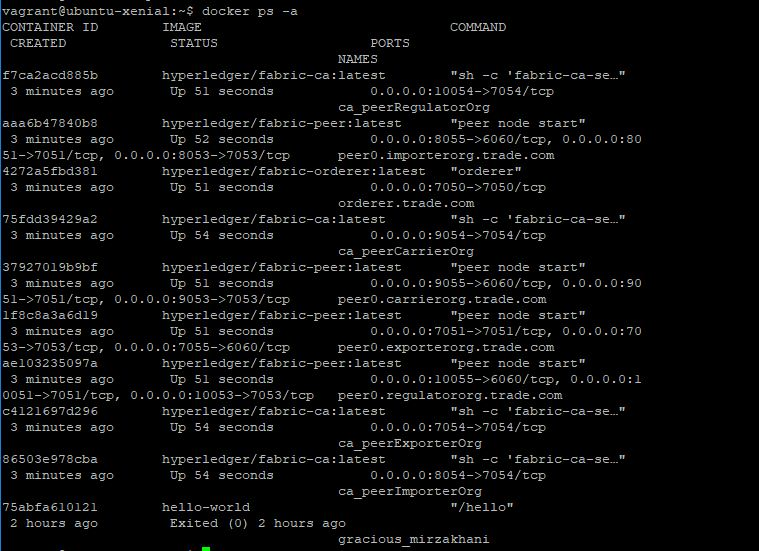 vagrant@ubuntu-xenial:~$ docker ps -a
CONTAINER ID        IMAGE                               COMMAND
 CREATED             STATUS                   PORTS
                                          NAMES
f7ca2acd885b        hyperledger/fabric-ca:latest        "sh -c 'fabric-ca-se…"
 3 minutes ago       Up 51 seconds            0.0.0.0:10054->7054/tcp
                                          ca_peerRegulatorOrg
aaa6b47840b8        hyperledger/fabric-peer:latest      "peer node start"
 3 minutes ago       Up 52 seconds            0.0.0.0:8055->6060/tcp, 0.0.0.0:80
51->7051/tcp, 0.0.0.0:8053->7053/tcp      peer0.importerorg.trade.com
4272a5fbd381        hyperledger/fabric-orderer:latest   "orderer"
 3 minutes ago       Up 51 seconds            0.0.0.0:7050->7050/tcp
                                          orderer.trade.com
75fdd39429a2        hyperledger/fabric-ca:latest        "sh -c 'fabric-ca-se…"
 3 minutes ago       Up 54 seconds            0.0.0.0:9054->7054/tcp
                                          ca_peerCarrierOrg
37927019b9bf        hyperledger/fabric-peer:latest      "peer node start"
 3 minutes ago       Up 51 seconds            0.0.0.0:9055->6060/tcp, 0.0.0.0:90
51->7051/tcp, 0.0.0.0:9053->7053/tcp      peer0.carrierorg.trade.com
1f8c8a3a6d19        hyperledger/fabric-peer:latest      "peer node start"
 3 minutes ago       Up 51 seconds            0.0.0.0:7051->7051/tcp, 0.0.0.0:70
53->7053/tcp, 0.0.0.0:7055->6060/tcp      peer0.exporterorg.trade.com
ae103235097a        hyperledger/fabric-peer:latest      "peer node start"
 3 minutes ago       Up 51 seconds            0.0.0.0:10055->6060/tcp, 0.0.0.0:1
0051->7051/tcp, 0.0.0.0:10053->7053/tcp   peer0.regulatororg.trade.com
c4121697d296        hyperledger/fabric-ca:latest        "sh -c 'fabric-ca-se…"
 3 minutes ago       Up 54 seconds            0.0.0.0:7054->7054/tcp
                                          ca_peerExporterOrg
86503e978cba        hyperledger/fabric-ca:latest        "sh -c 'fabric-ca-se…"
 3 minutes ago       Up 54 seconds            0.0.0.0:8054->7054/tcp
                                          ca_peerImporterOrg
75abfa610121        hello-world                         "/hello"
 2 hours ago         Exited (0) 2 hours ago
                                          gracious_mirzakhani